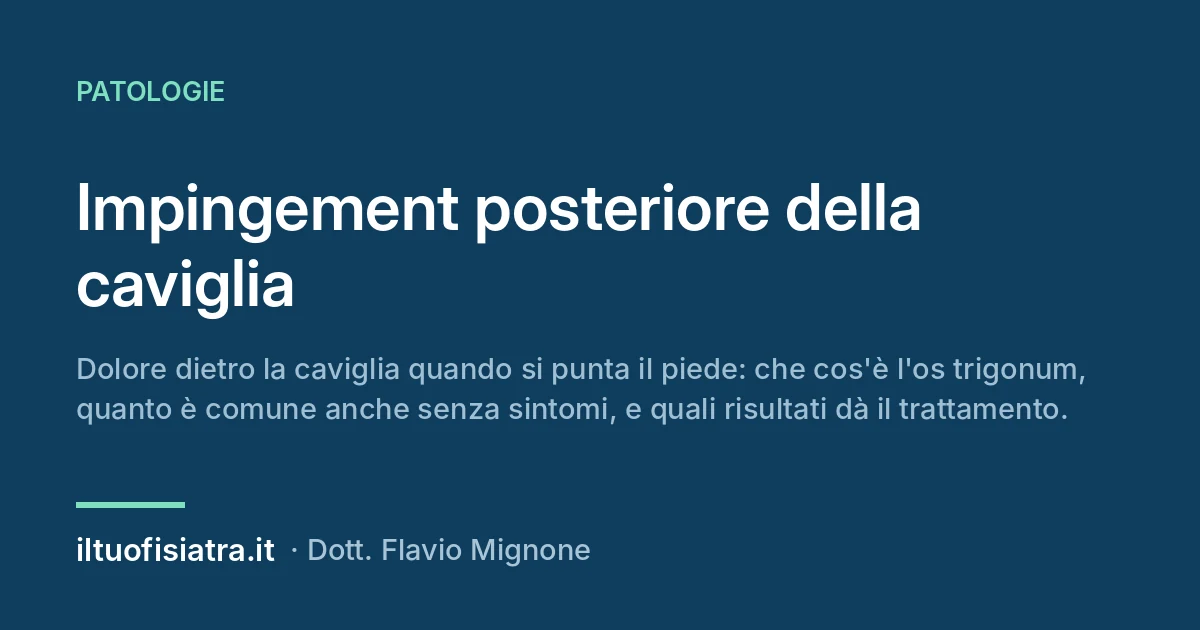 PATOLOGIE
Impingement posteriore della
caviglia
Dolore dietro la caviglia quando si punta il piede: che cos'è l'os trigonum,
quanto è comune anche senza sintomi, e quali risultati dà il trattamento.
iltuofisiatra.it · Dott. Flavio Mignone